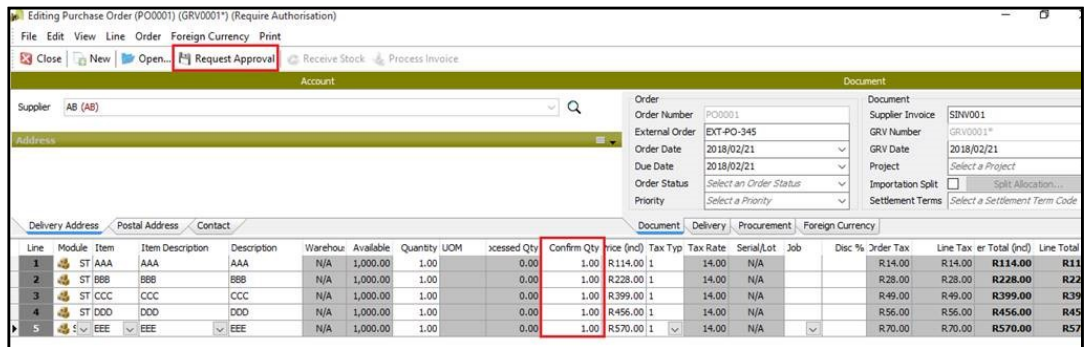 Editing Purchase Order (PO0001) (GRV0001*) (Require Authorisation)
File Edit View Line Order Foreign Currency Print
Close New Open... Request Approval Receive Stock Process Invoice
Account Document
Supplier AB (AB)
Address
Order
Order Number PO0001
External Order EXT-PO-345
Order Date 2018/02/21
Due Date 2018/02/21
Order Status Select an Order Status
Priority Select a Priority
Document
Supplier Invoice SINV001
GRV Number GRV0001*
GRV Date 2018/02/21
Project Select a Project
Importation Split Split Allocation...
Settlement Terms Select a Settlement Term Code
Delivery Address Postal Address Contact Document Delivery Procurement Foreign Currency
Line Module Item Item Description Description Warehou: Available Quantity UOM ocessed Qty Confirm Qty rice (ind) Tax Typ Tax Rate Serial/Lot Job Disc % Order Tax Line Tax er Total (ind) Line Total
1 ST AAA AAA AAA N/A 1,000.00 1.00 0.00 1.00 R114.00 1 14.00 N/A R14.00 R14.00 R114.00 R11
2 ST BBB BBB BBB N/A 1,000.00 1.00 0.00 1.00 R228.00 1 14.00 N/A R28.00 R28.00 R228.00 R22
3 ST CCC CCC CCC N/A 1,000.00 1.00 0.00 1.00 R399.00 1 14.00 N/A R49.00 R49.00 R399.00 R39
4 ST DDD DDD DDD N/A 1,000.00 1.00 0.00 1.00 R456.00 1 14.00 N/A R56.00 R56.00 R456.00 R45
5 S EEE EEE EEE N/A 1,000.00 1.00 0.00 1.00 R570.00 1 14.00 N/A R70.00 R70.00 R570.00 R57